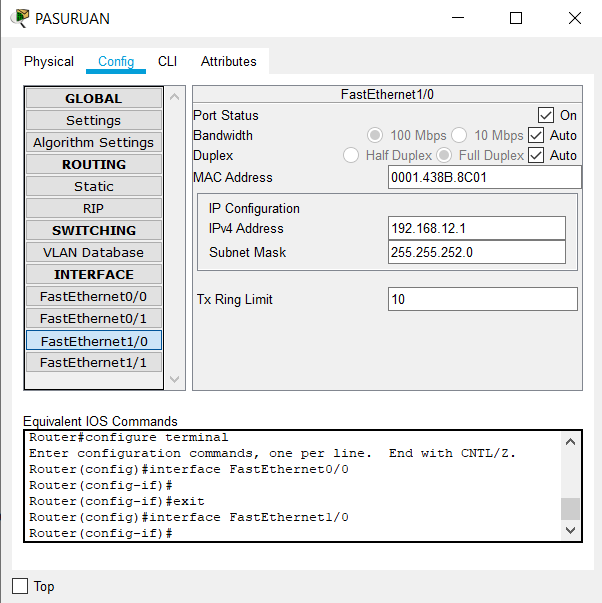 PASURUAN
Physical Config CLI Attributes
GLOBAL
Settings
Algorithm Settings
ROUTING
Static
RIP
SWITCHING
VLAN Database
INTERFACE
FastEthernet0/0
FastEthernet0/1
FastEthernet1/0
FastEthernet1/1
FastEthernet1/0
Port Status On
Bandwidth 100 Mbps 10 Mbps Auto
Duplex Half Duplex Full Duplex Auto
MAC Address 0001.438B.8C01
IP Configuration
IPv4 Address 192.168.12.1
Subnet Mask 255.255.252.0
Tx Ring Limit 10
Equivalent IOS Commands
Router#configure terminal
Enter configuration commands, one per line. End with CNTL/Z.
Router(config)#interface FastEthernet0/0
Router(config-if)#
Router(config-if)#exit
Router(config)#interface FastEthernet1/0
Router(config-if)#
Top